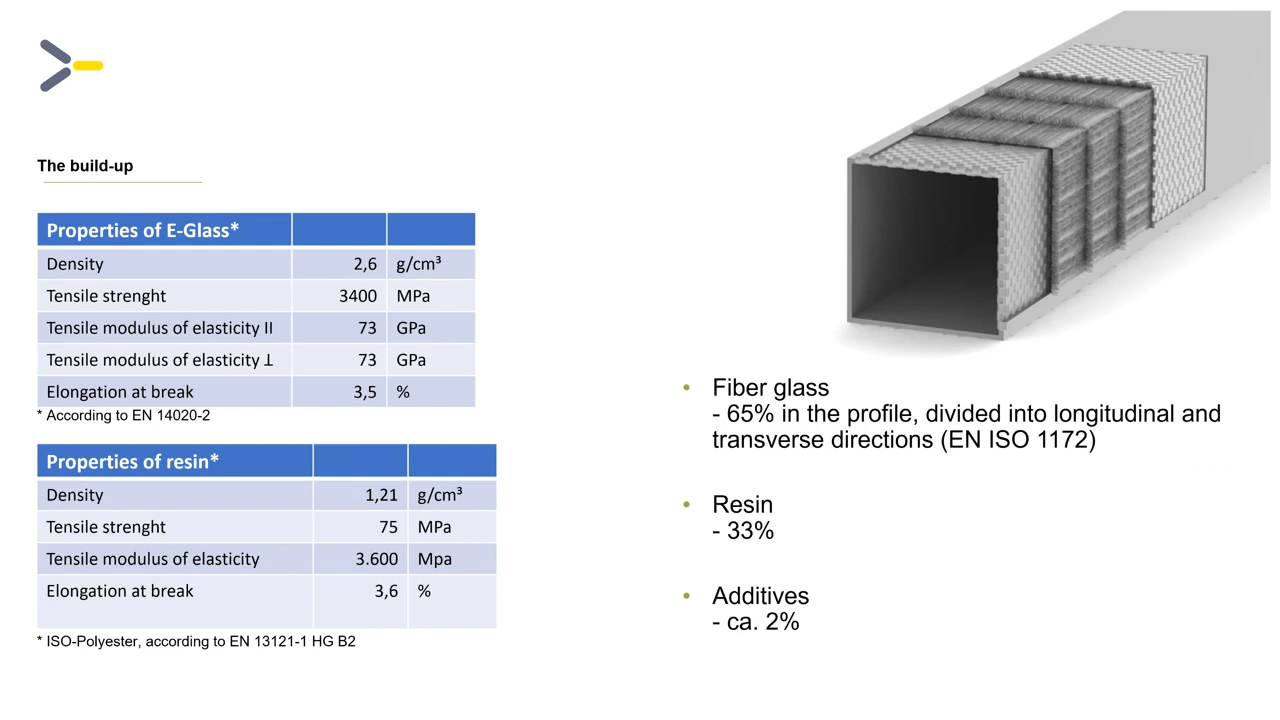 The build-up
Properties of E-Glass*
Density 2,6 g/cm³
Tensile strenght 3400 MPa
Tensile modulus of elasticity II 73 GPa
Tensile modulus of elasticity ⊥ 73 GPa
Elongation at break 3,5 %
* According to EN 14020-2
Properties of resin*
Density 1,21 g/cm³
Tensile strenght 75 MPa
Tensile modulus of elasticity 3.600 Mpa
Elongation at break 3,6 %
* ISO-Polyester, according to EN 13121-1 HG B2
• Fiber glass
- 65% in the profile, divided into longitudinal and
transverse directions (EN ISO 1172)
• Resin
- 33%
• Additives
- ca. 2%